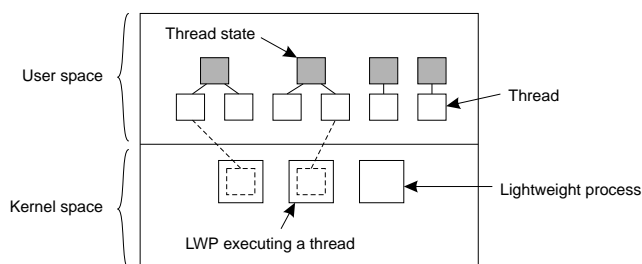 Thread state
User space
Thread
Lightweight process
Kernel space
LWP executing a thread